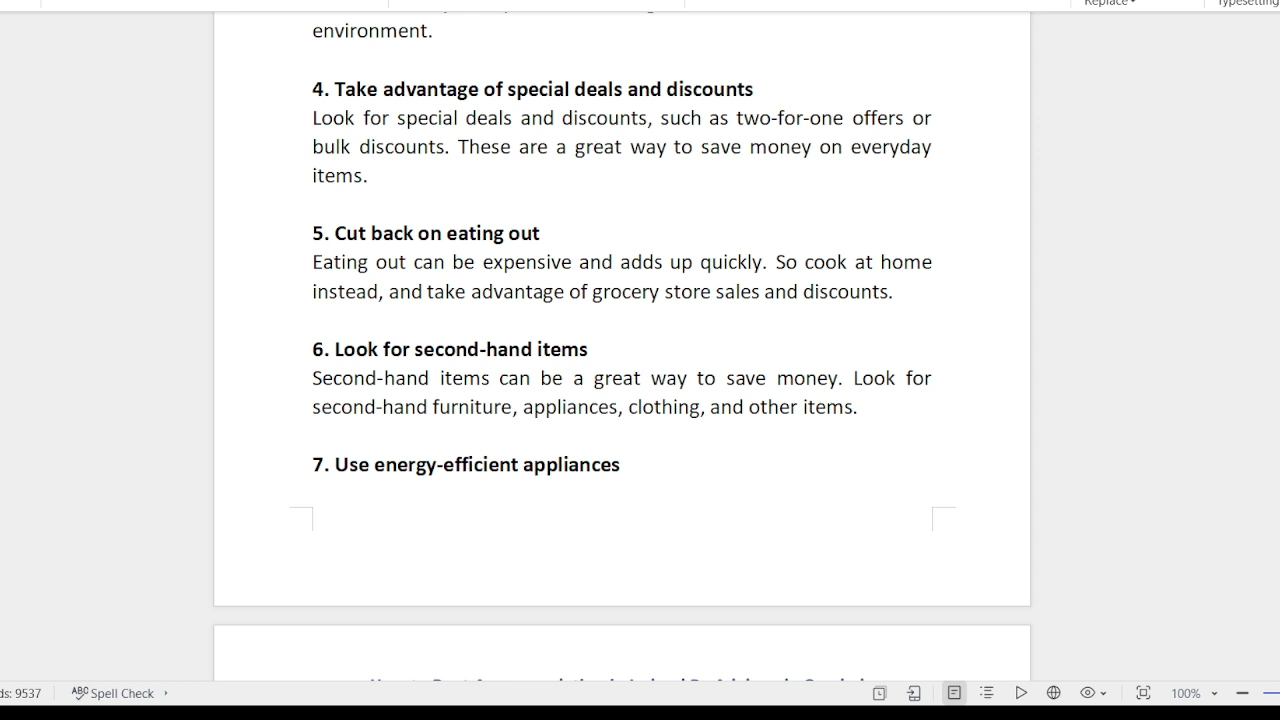 Replace
Typesetting
environment.
4. Take advantage of special deals and discounts
Look for special deals and discounts, such as two-for-one offers or
bulk discounts. These are a great way to save money on everyday
items.
5. Cut back on eating out
Eating out can be expensive and adds up quickly. So cook at home
instead, and take advantage of grocery store sales and discounts.
6. Look for second-hand items
Second-hand items can be a great way to save money. Look for
second-hand furniture, appliances, clothing, and other items.
7. Use energy-efficient appliances
ds: 9537 ABC Spell Check 100%